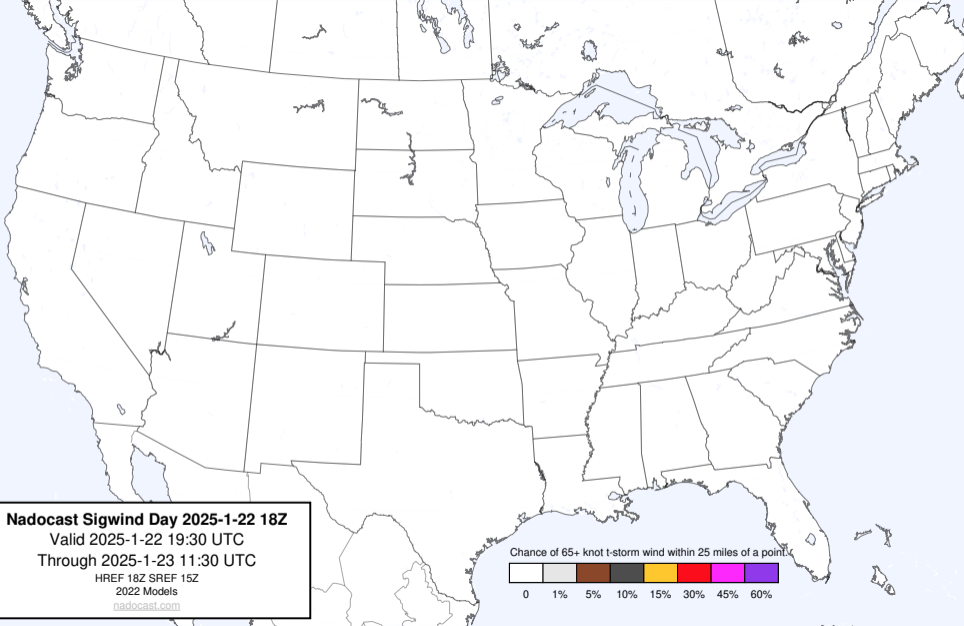 Nadocast Sigwind Day 2025-1-22 18Z
Valid 2025-1-22 19:30 UTC
Through 2025-1-23 11:30 UTC
HREF 18Z SREF 15Z
2022 Models
nadocast.com
Chance of 65+ knot t-storm wind within 25 miles of a point.
0 1% 5% 10% 15% 30% 45% 60%